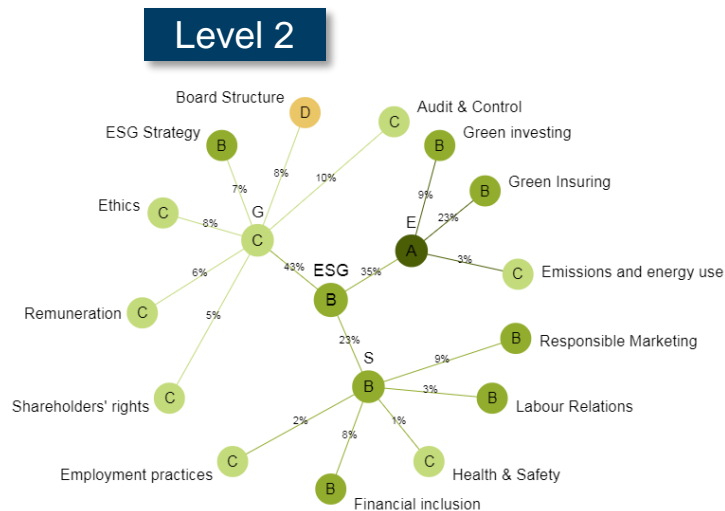 Level 2
Board Structure
D
Audit & Control
C
ESG Strategy
B
Green investing
B
8%
7%
10%
9%
Green Insuring
B
23%
Ethics
C
8%
G
C
E
A
43%
ESG
B
35%
3%
C
Emissions and energy use
6%
5%
Remuneration
C
23%
Responsible Marketing
B
9%
S
B
3%
Labour Relations
B
Shareholders' rights
C
2%
8%
1%
Employment practices
C
Health & Safety
C
Financial inclusion
B